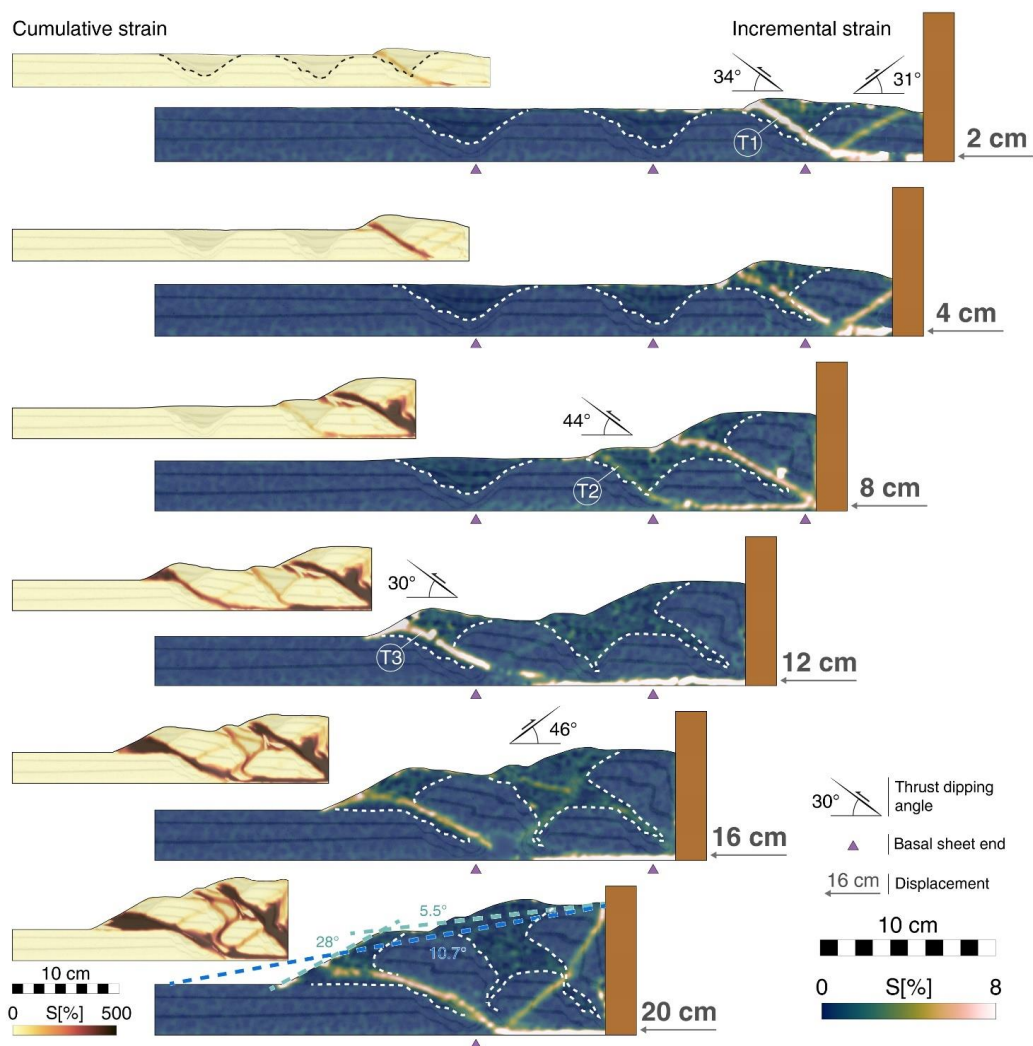 Cumulative strain
Incremental strain
34°
31°
T1
2 cm
4 cm
44°
T2
8 cm
30°
T3
12 cm
46°
16 cm
30°
Thrust dipping
angle
Basal sheet end
16 cm
Displacement
10 cm
0 S[%] 8
5.5°
28°
10.7°
20 cm
10 cm
0 S[%] 500